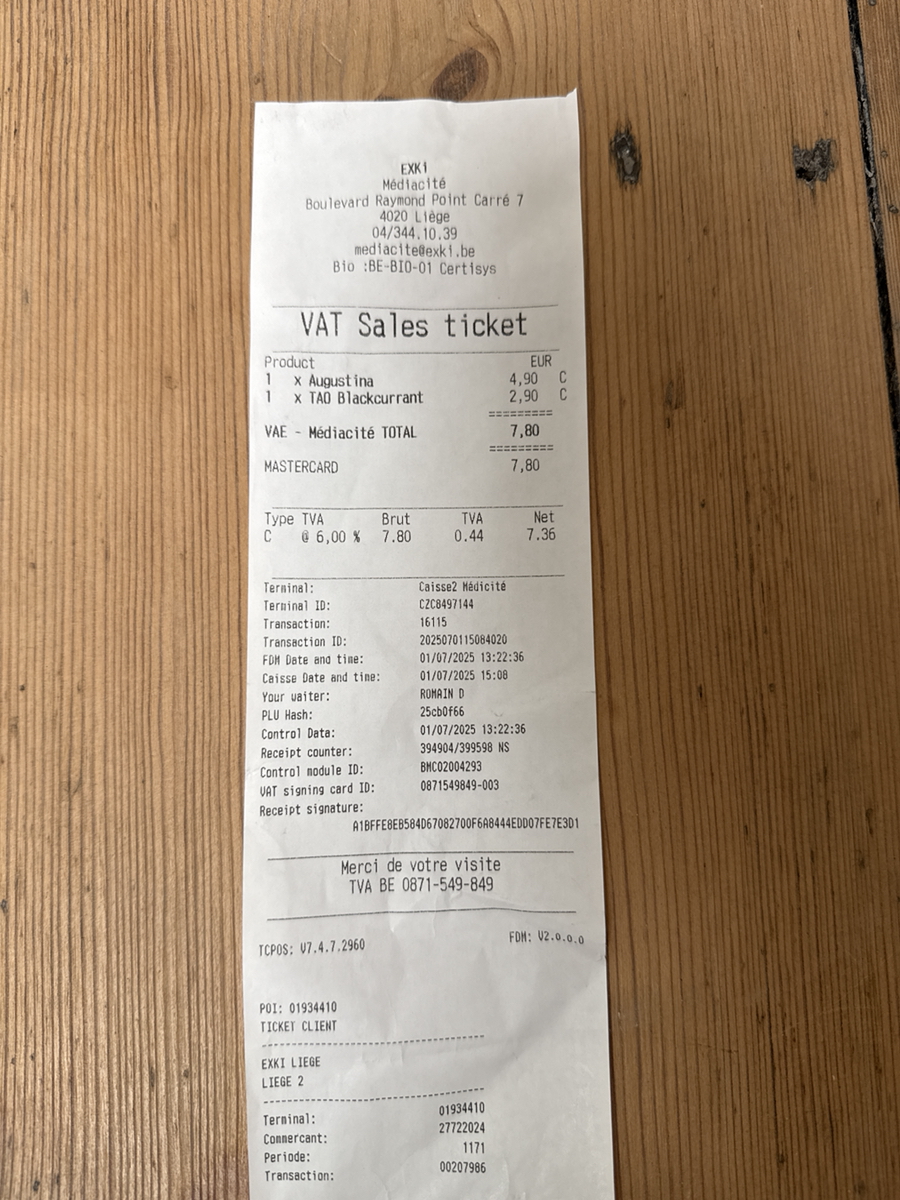 EXKi
Médiacité
Boulevard Raymond Point Carré 7
4020 Liège
04/344.10.39
mediacite@exki.be
Bio :BE-BIO-01 Certisys
VAT Sales ticket
Product EUR
1 x Augustina 4,90 C
1 x TAO Blackcurrant 2,90 C
=========
VAE - Médiacité TOTAL 7,80
=========
MASTERCARD 7,80
Type TVA Brut TVA Net
C @ 6,00 % 7.80 0.44 7.36
Terminal: Caisse2 Médicité
Terminal ID: CZC8497144
Transaction: 16115
Transaction ID: 2025070115084020
FDM Date and time: 01/07/2025 13:22:36
Caisse Date and time: 01/07/2025 15:08
Your waiter: ROMAIN D
PLU Hash: 25cb0f66
Control Data: 01/07/2025 13:22:36
Receipt counter: 394904/399598 NS
Control module ID: BMC02004293
VAT signing card ID: 0871549849-003
Receipt signature:
A1BFFE8EB584D67082700F6A8444EDD07FE7E3D1
Merci de votre visite
TVA BE 0871-549-849
TCPOS: V7.4.7.2960 FDM: V2.0.0.0
POI: 01934410
TICKET CLIENT
EXKI LIEGE
LIEGE 2
Terminal: 01934410
Commercant: 27722024
Periode: 1171
Transaction: 00207986